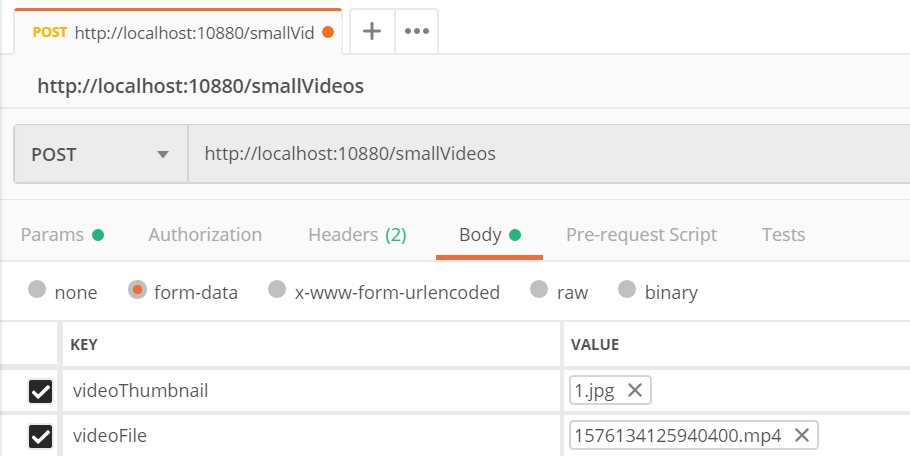 POST http://localhost:10880/smallVid
http://localhost:10880/smallVideos
POST http://localhost:10880/smallVideos
Params Authorization Headers (2) Body Pre-request Script Tests
none form-data x-www-form-urlencoded raw binary
KEY VALUE
videoThumbnail 1.jpg
videoFile 1576134125940400.mp4